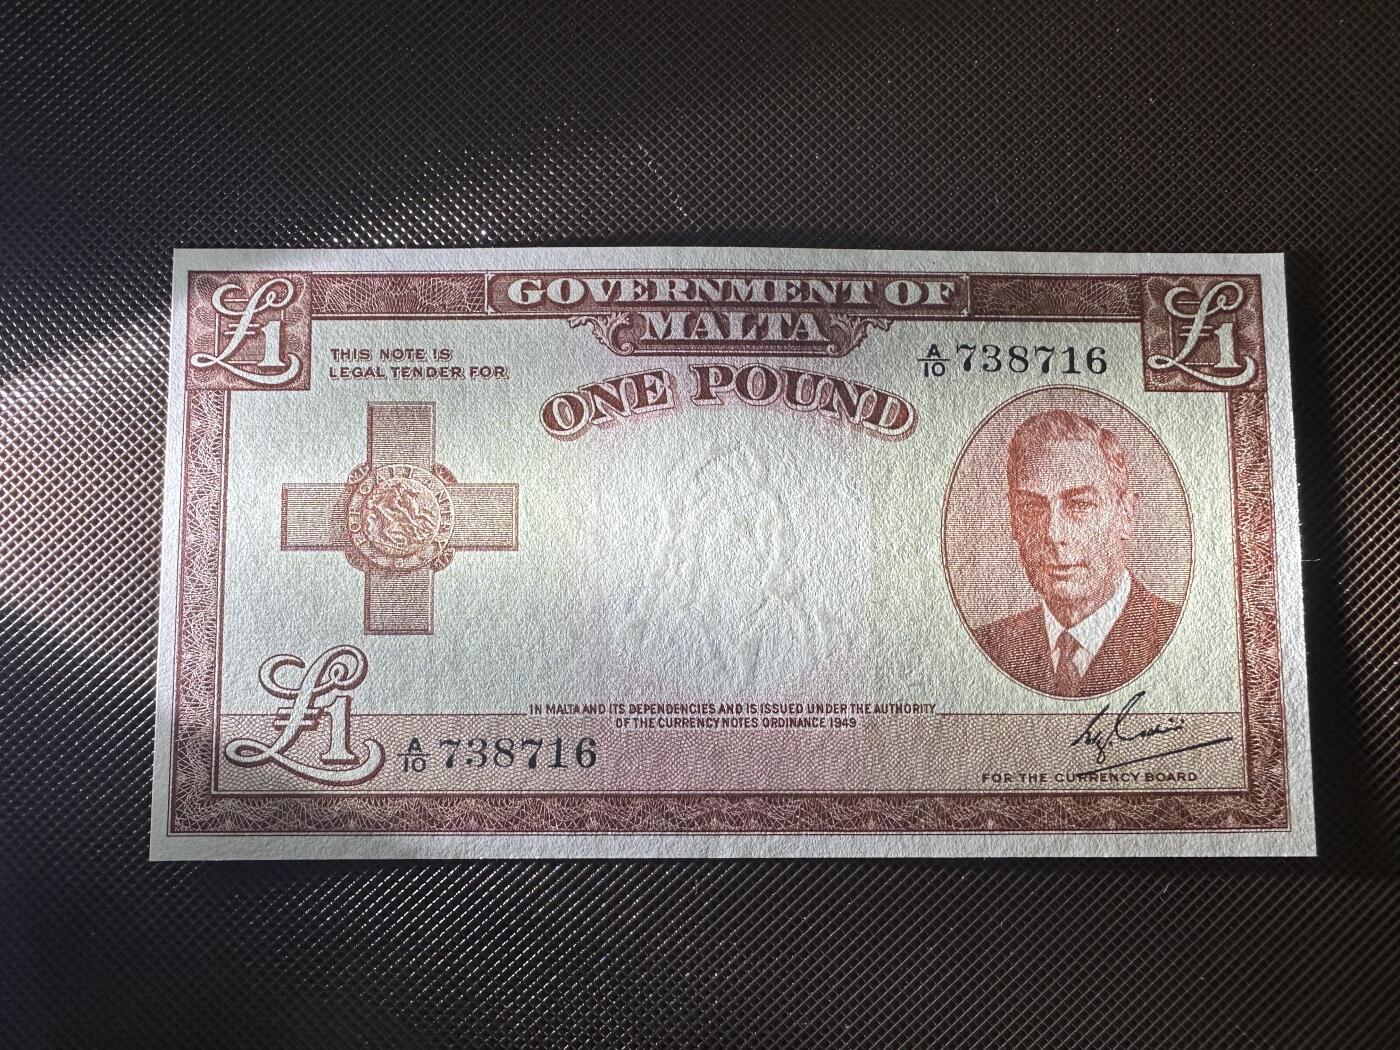 GOVERNMENT OF
MALTA
£1
£1
THIS NOTE IS
LEGAL TENDER FOR
A/10 738716
ONE POUND
FOR GALLANTRY
£1
IN MALTA AND ITS DEPENDENCIES AND IS ISSUED UNDER THE AUTHORITY
OF THE CURRENCY NOTES ORDINANCE 1949
A/10 738716
FOR THE CURRENCY BOARD